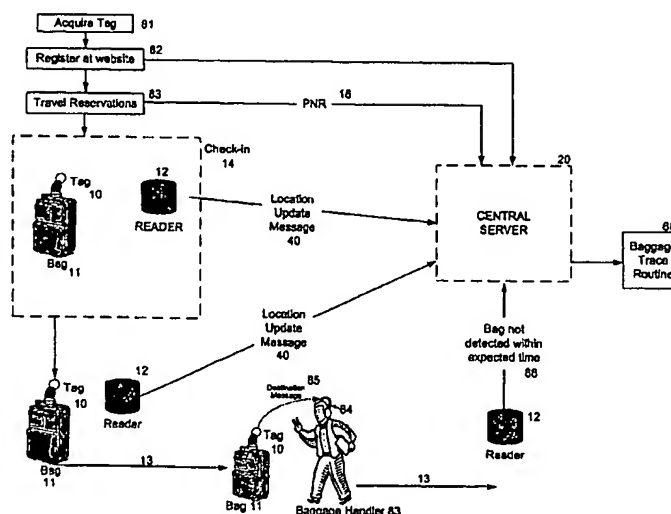 Acquire Tag
81
82
Register at website
83
Travel Reservations
PNR
18
Check-in
14
20
12
Tag
10
READER
Bag
11
Location
Update
Message
40
CENTRAL
SERVER
Baggage
Trace
Routine
Location
Update
Message
40
Bag not
detected within
expected time
88
12
Tag
10
Reader
Bag
11
13
85
Destination
Message
84
Tag
10
Bag 11
Baggage Handler 83
13
12
Reader